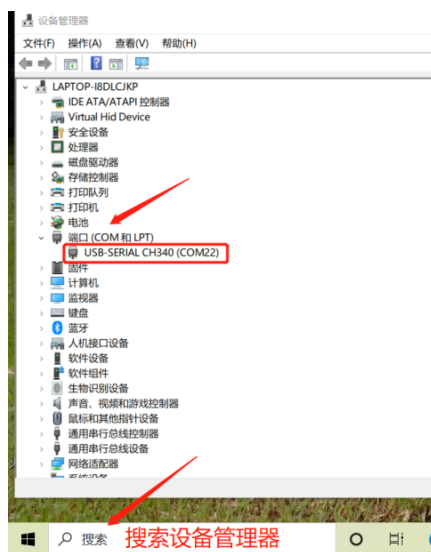 设备管理器
文件(F) 操作(A) 查看(V) 帮助(H)
LAPTOP-I8DLCJKP
IDE ATA/ATAPI 控制器
Virtual Hid Device
安全设备
处理器
磁盘驱动器
存储控制器
打印队列
打印机
电池
端口 (COM 和 LPT)
USB-SERIAL CH340 (COM22)
固件
计算机
监视器
键盘
蓝牙
人机接口设备
软件设备
软件组件
生物识别设备
声音、视频和游戏控制器
鼠标和其他指针设备
通用串行总线控制器
通用串行总线设备
网络适配器
搜索 搜索设备管理器